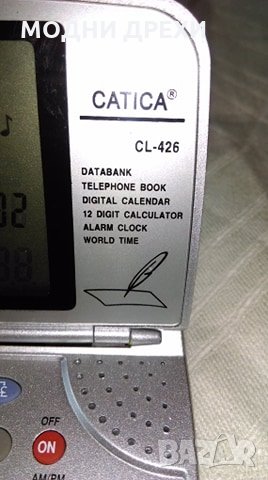 МОДНИ ДРЕХИ
CATICA®
CL-426
DATABANK
TELEPHONE BOOK
DIGITAL CALENDAR
12 DIGIT CALCULATOR
ALARM CLOCK
WORLD TIME
£
OFF
ON
AM/PM
BAZAR